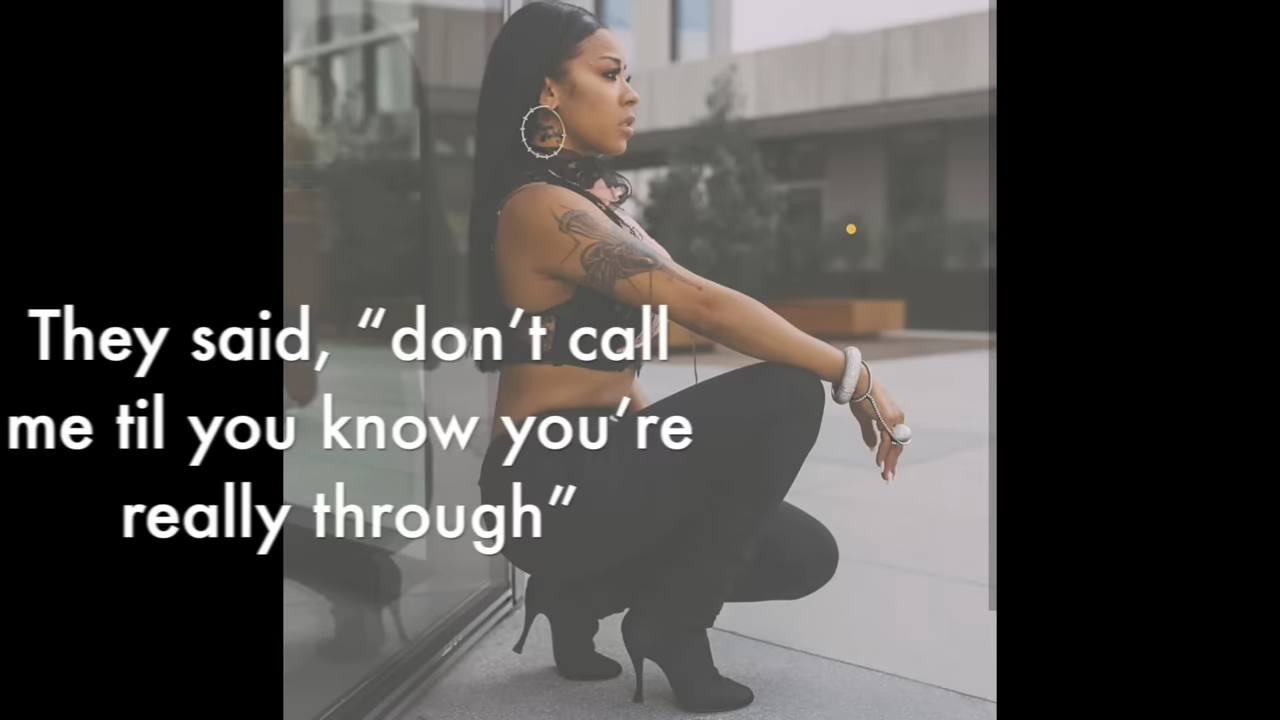 They said, “don’t call
me til you know you’re
really through”